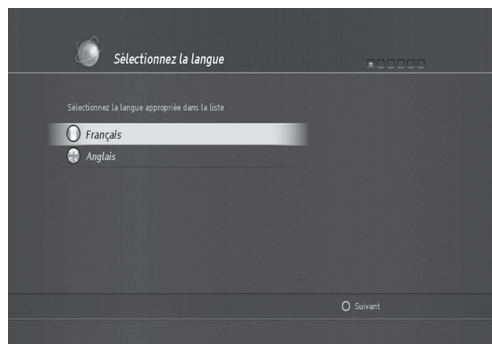 Sélectionnez la langue
Sélectionnez la langue appropriée dans la liste
Français
Anglais
Suivant